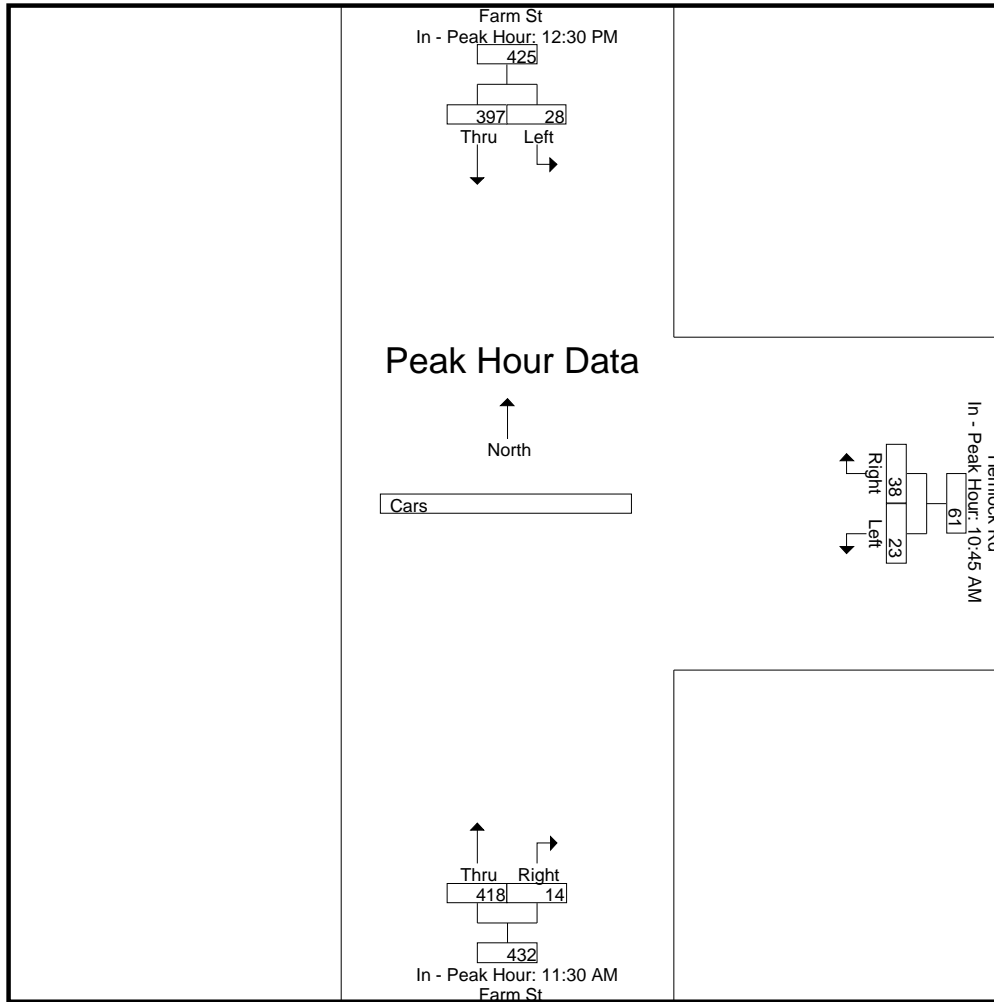 Farm St
In - Peak Hour: 12:30 PM
425
397 28
Thru Left
Peak Hour Data
North
Cars
Rd
In - Peak Hour: 10:45 AM
61
38 23
Right Left
Thru Right
418 14
432
In - Peak Hour: 11:30 AM
Farm St